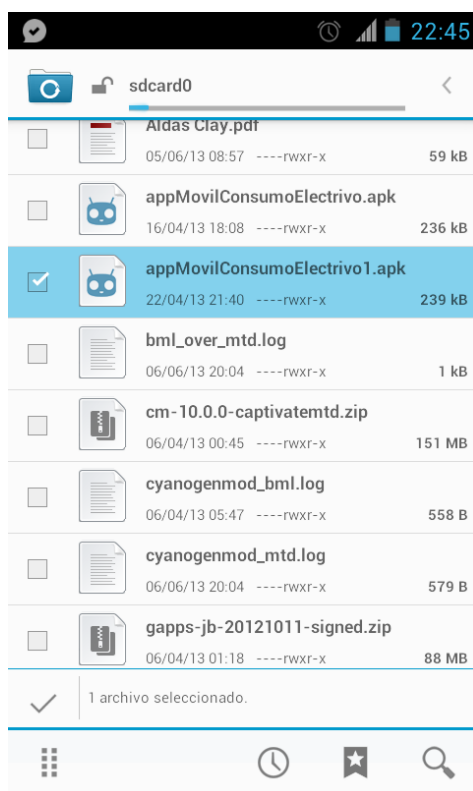 22:45
sdcard0
Aldas Clay.pdf
05/06/13 08:57 ----rwxr-x 59 kB
appMovilConsumoElectrivo.apk
16/04/13 18:08 ----rwxr-x 236 kB
appMovilConsumoElectrivo1.apk
22/04/13 21:40 ----rwxr-x 239 kB
bml_over_mtd.log
06/06/13 20:04 ----rwxr-x 1 kB
cm-10.0.0-captivatemtd.zip
06/04/13 00:45 ----rwxr-x 151 MB
cyanogenmod_bml.log
06/04/13 05:47 ----rwxr-x 558 B
cyanogenmod_mtd.log
06/06/13 20:04 ----rwxr-x 579 B
gapps-jb-20121011-signed.zip
06/04/13 01:18 ----rwxr-x 88 MB
1 archivo seleccionado.